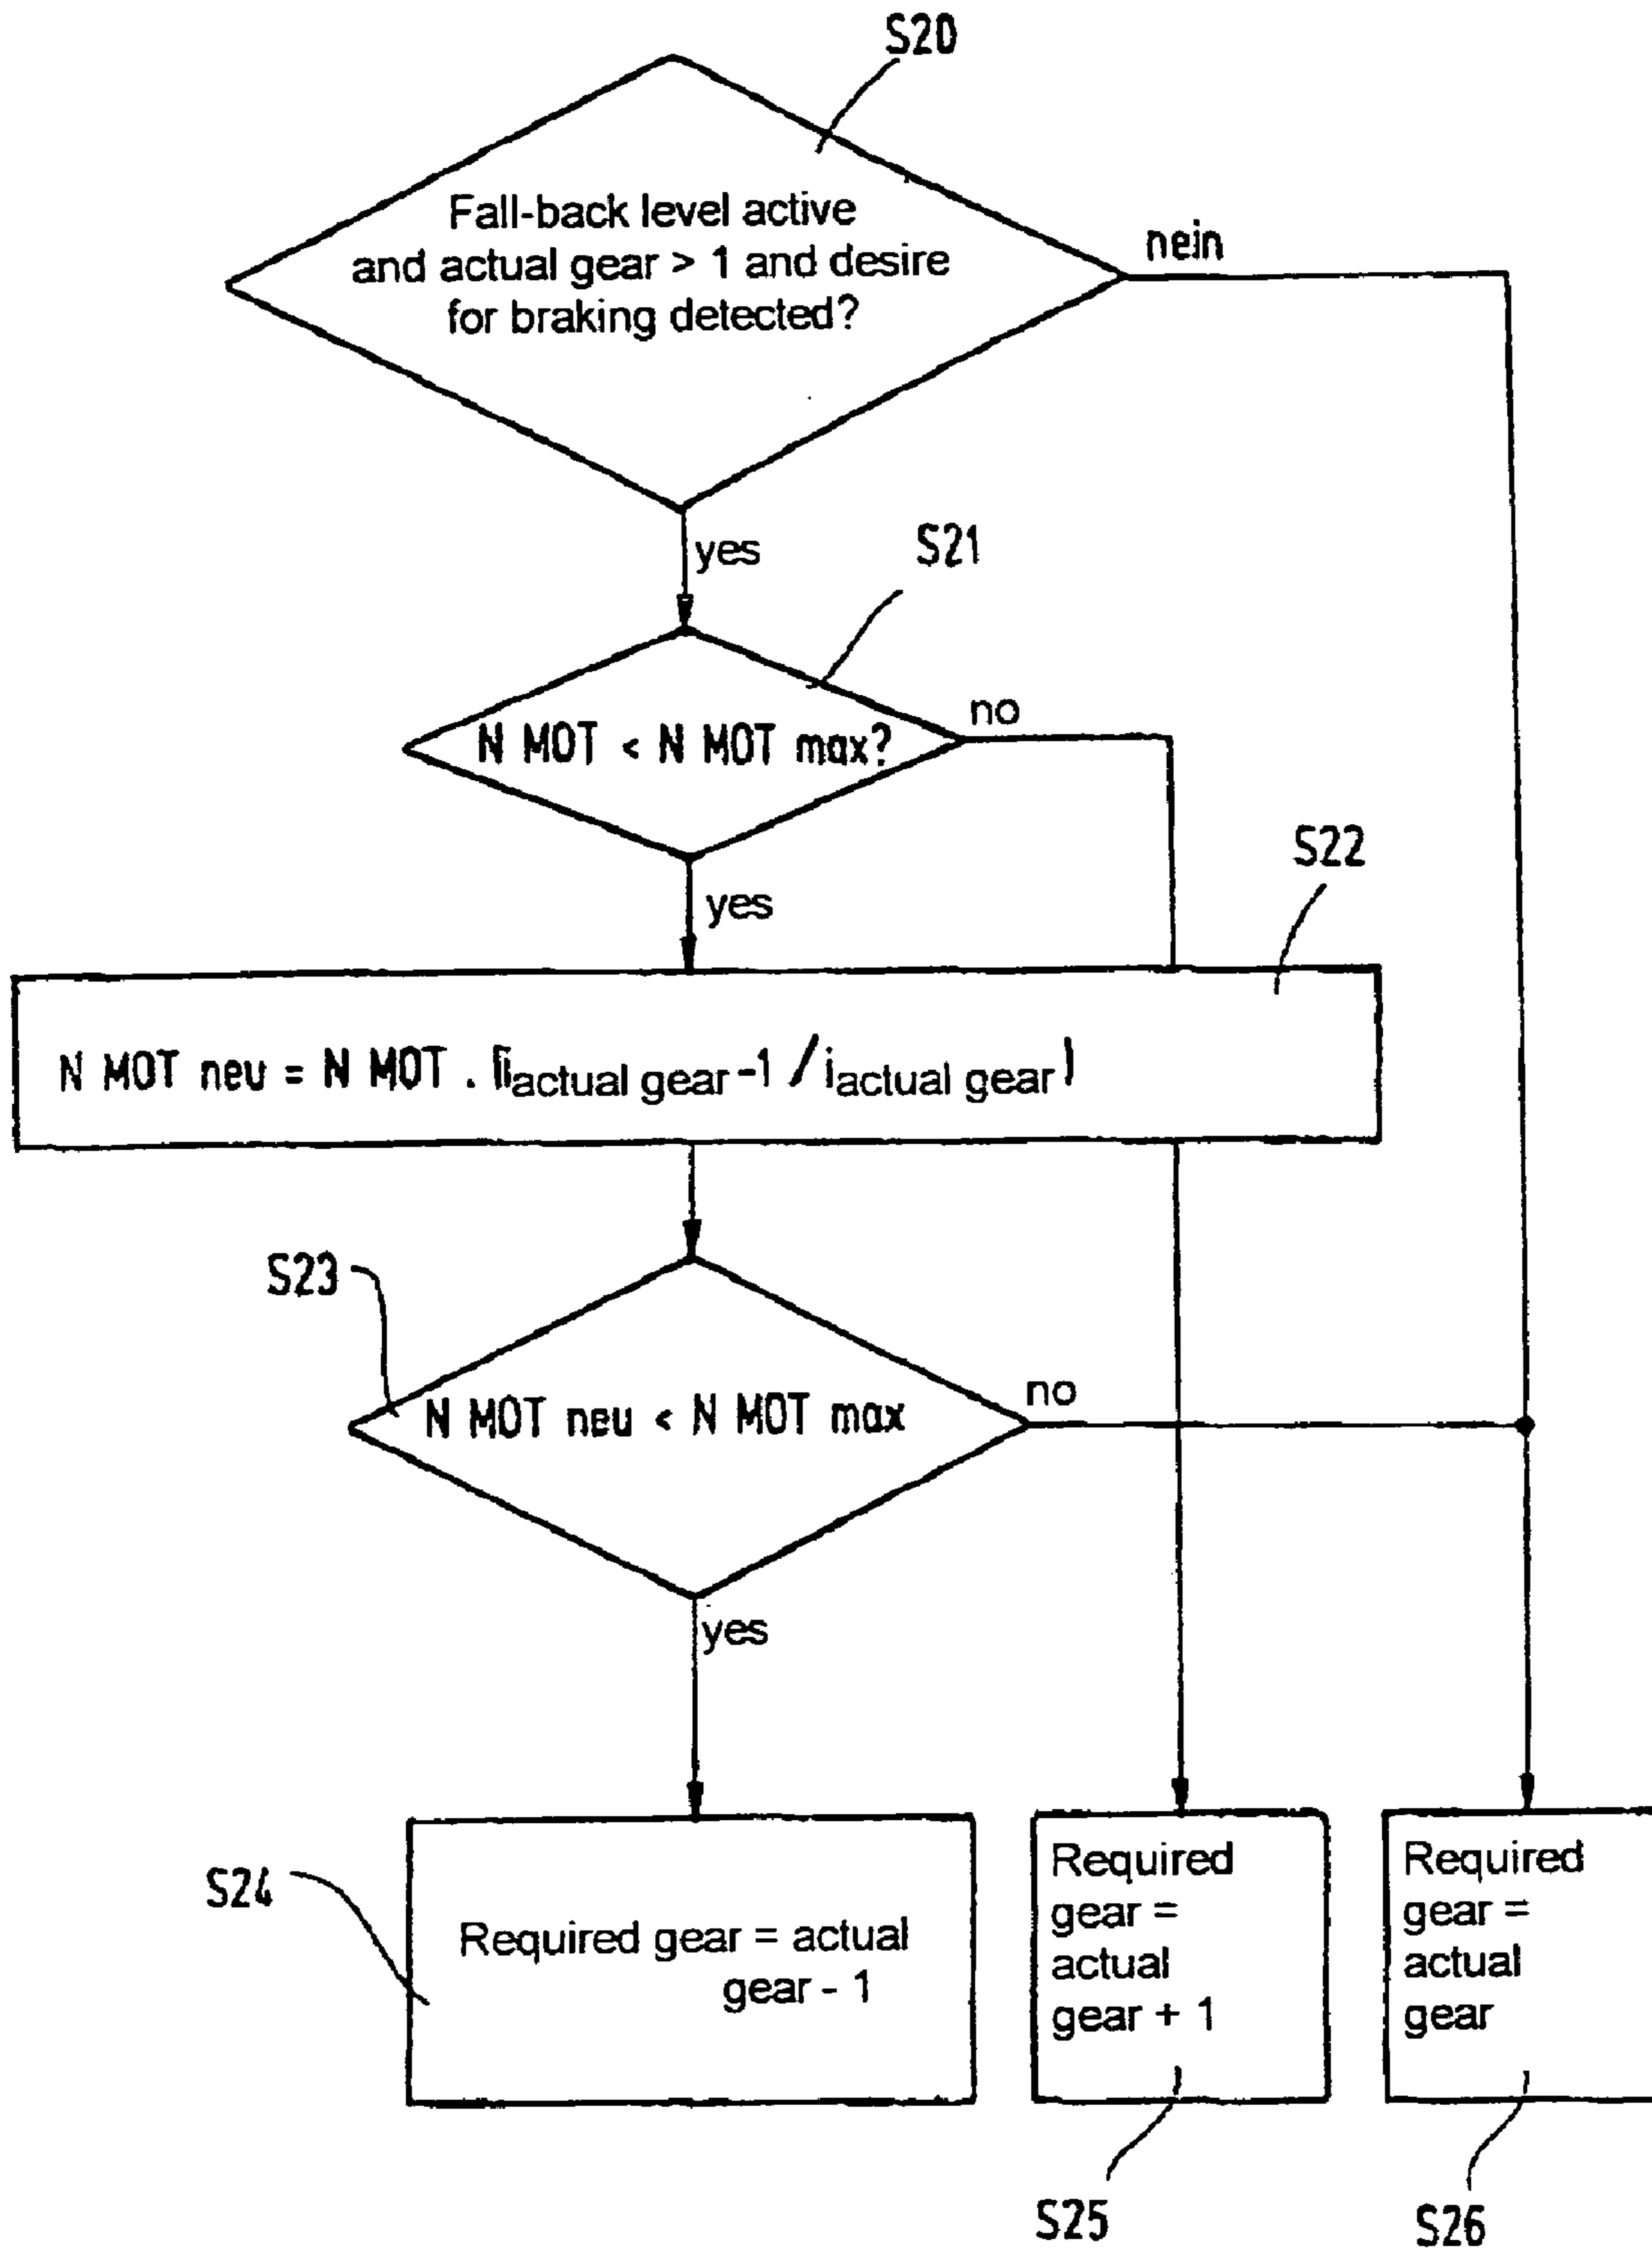 S20
Fall-back level active
and actual gear > 1 and desire
for braking detected?
nein
yes
S21
N MOT < N MOT max?
no
yes
S22
N MOT neu = N MOT . (iactual gear-1 / iactual gear)
S23
N MOT neu < N MOT max
no
yes
S24
Required gear = actual
gear - 1
Required
gear =
actual
gear + 1
Required
gear =
actual
gear
S25
S26